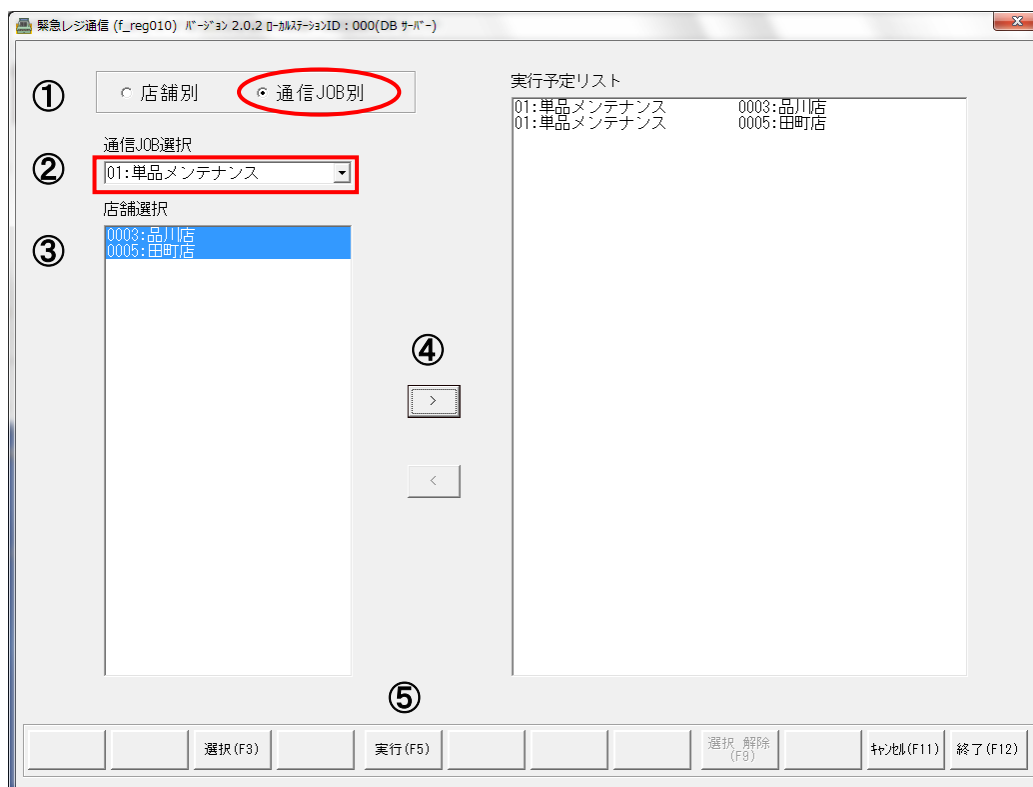 緊急レジ通信 (f_reg010) ﾊﾞｰｼﾞｮﾝ 2.0.2 ﾛｰｶﾙｽﾃｰｼｮﾝID : 000(DB ｻｰﾊﾞｰ)
① 店舗別 通信JOB別
通信JOB選択
② 01:単品メンテナンス
店舗選択
③ 0003:品川店
0005:田町店
実行予定リスト
01:単品メンテナンス 0003:品川店
01:単品メンテナンス 0005:田町店
④
>
<
⑤
選択(F3) 実行(F5) 選択 解除(F9) ｷｬﾝｾﾙ(F11) 終了(F12)